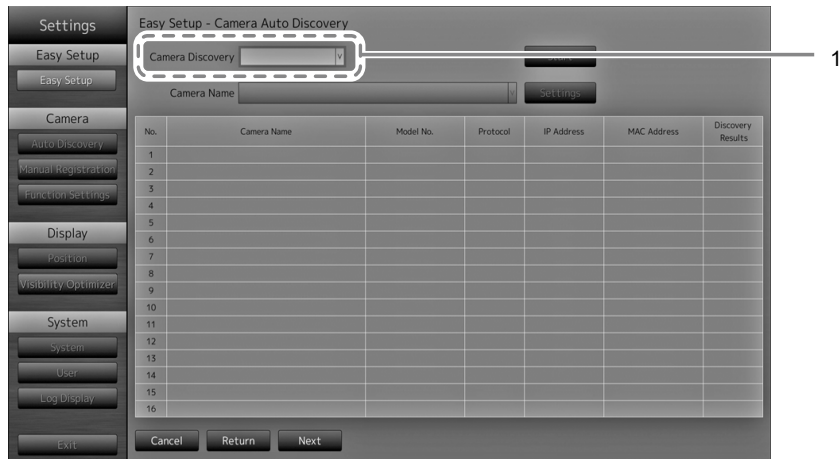 Settings
Easy Setup
Easy Setup
Camera
Auto Discovery
Manual Registration
Function Settings
Display
Position
Visibility Optimizer
System
System
User
Log Display
Exit
Easy Setup - Camera Auto Discovery
Camera Discovery
1
Camera Name
Settings
No. Camera Name Model No. Protocol IP Address MAC Address Discovery Results
1
2
3
4
5
6
7
8
9
10
11
12
13
14
15
16
Cancel Return Next